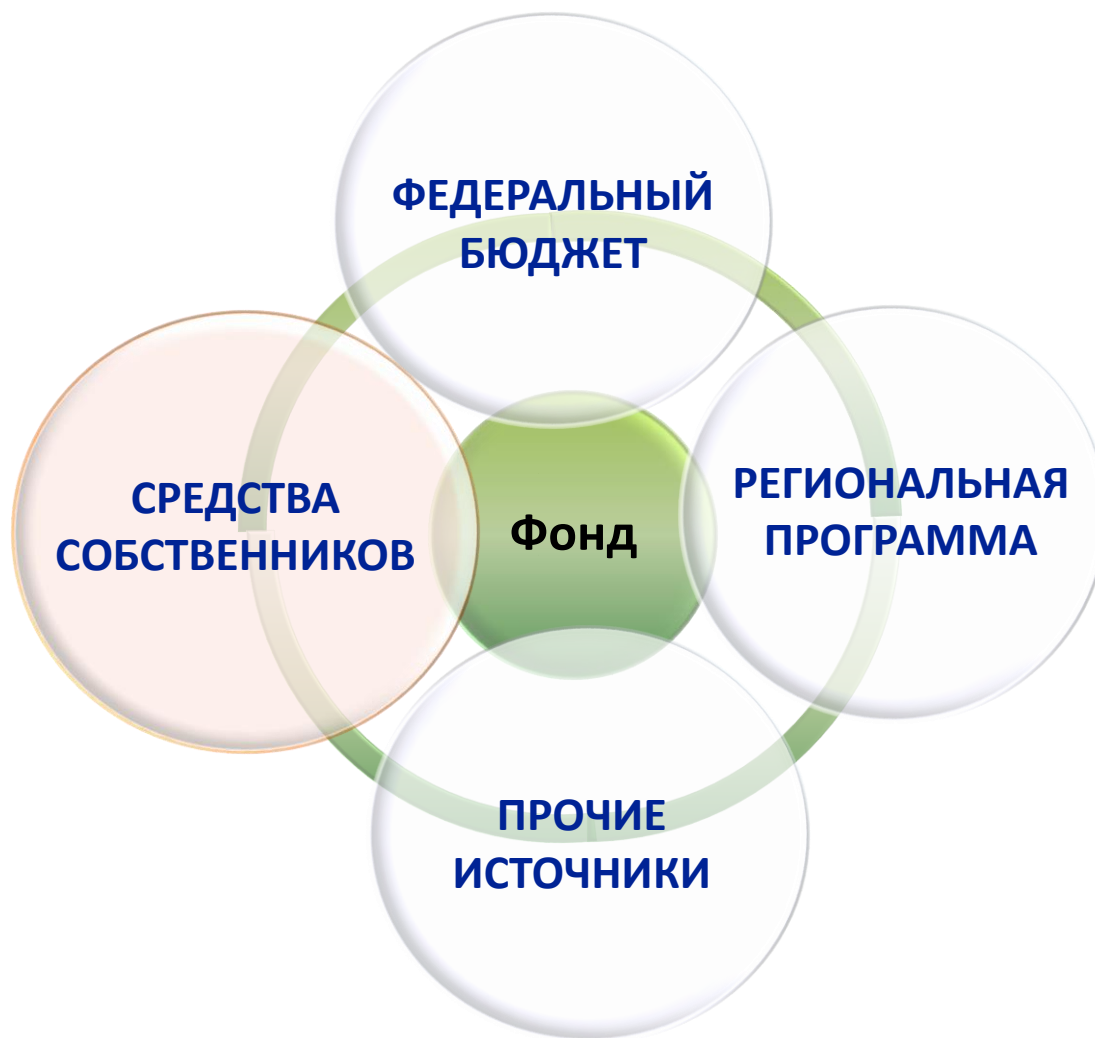 ФЕДЕРАЛЬНЫЙ
БЮДЖЕТ
СРЕДСТВА
СОБСТВЕННИКОВ
Фонд
РЕГИОНАЛЬНАЯ
ПРОГРАММА
ПРОЧИЕ
ИСТОЧНИКИ